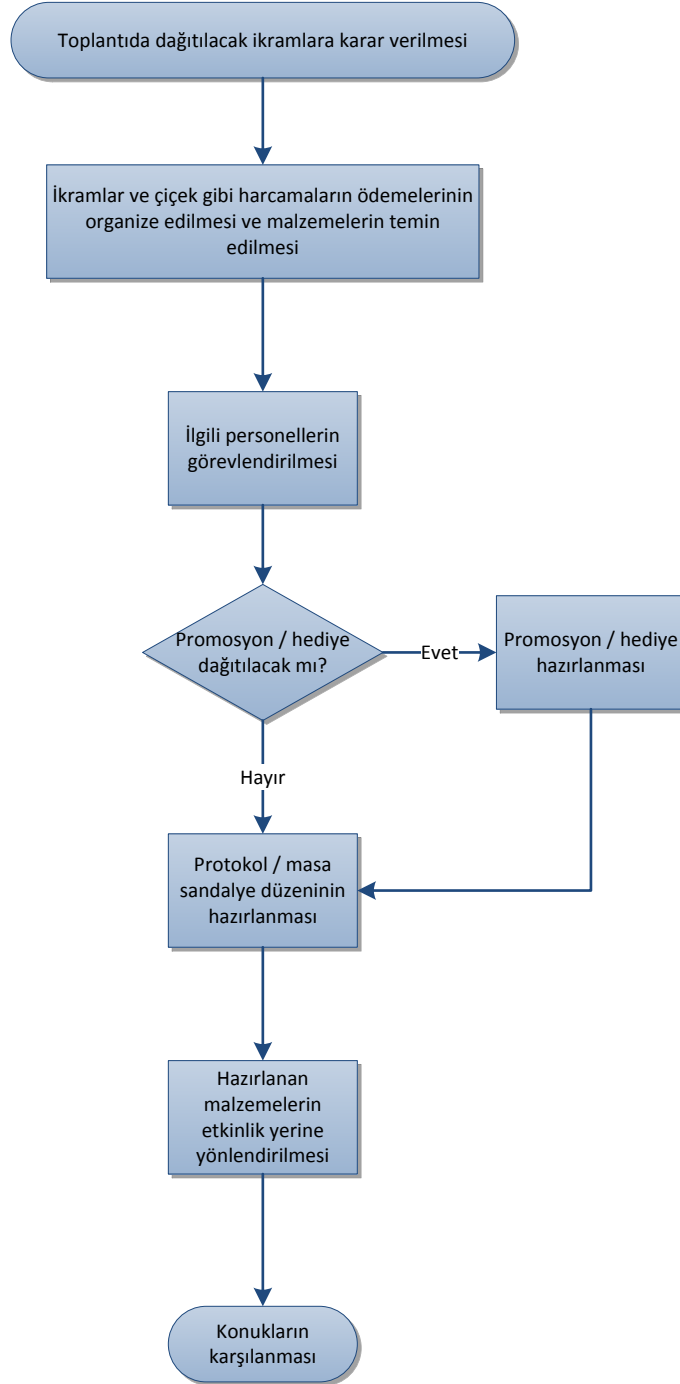 Toplantıda dağıtılacak ikramlara karar verilmesi
İkramlar ve çiçek gibi harcamaların ödemelerinin
organize edilmesi ve malzemelerin temin
edilmesi
İlgili personellerin
görevlendirilmesi
Promosyon / hediye
dağıtılacak mı?
Evet
Promosyon / hediye
hazırlanması
Hayır
Protokol / masa
sandalye düzeninin
hazırlanması
Hazırlanan
malzemelerin
etkinlik yerine
yönlendirilmesi
Konukların
karşılanması